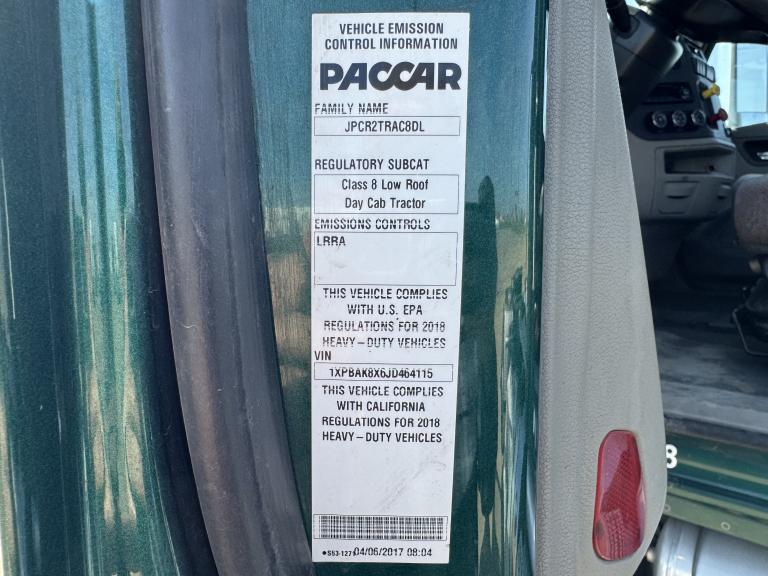 VEHICLE EMISSION
CONTROL INFORMATION
PACCAR
FAMILY NAME
JPCR2TRAC8DL
REGULATORY SUBCAT
Class 8 Low Roof
Day Cab Tractor
EMISSIONS CONTROLS
LRRA
THIS VEHICLE COMPLIES
WITH U.S. EPA
REGULATIONS FOR 2018
HEAVY-DUTY VEHICLES
VIN
1XPBAK8X6JD464115
THIS VEHICLE COMPLIES
WITH CALIFORNIA
REGULATIONS FOR 2018
HEAVY-DUTY VEHICLES
04/06/2017 08:04
8